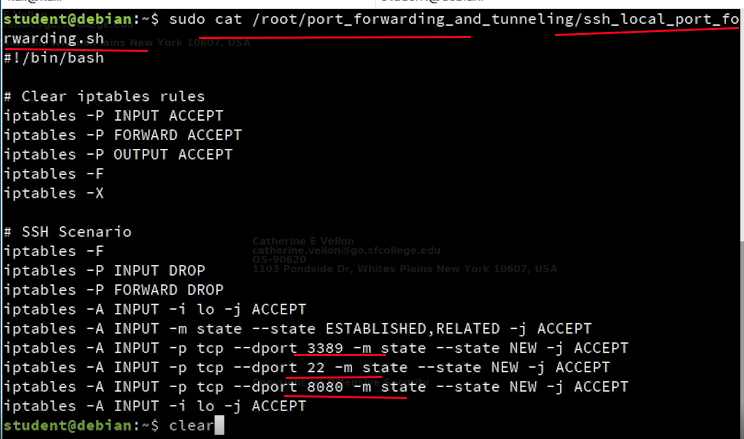 student@debian:~$ sudo cat /root/port_forwarding_and_tunneling/ssh_local_port_fo
rwarding.sh
#!/bin/bash
# Clear iptables rules
iptables -P INPUT ACCEPT
iptables -P FORWARD ACCEPT
iptables -P OUTPUT ACCEPT
iptables -F
iptables -X
# SSH Scenario
iptables -F
Catherine E Vellon
catherine.vellon@go.sfcollege.edu
OS-90620
1103 Pondside Dr, Whites Plains New York 10607, USA
iptables -P INPUT DROP
iptables -P FORWARD DROP
iptables -A INPUT -i lo -j ACCEPT
iptables -A INPUT -m state --state ESTABLISHED,RELATED -j ACCEPT
iptables -A INPUT -p tcp --dport 3389 -m state --state NEW -j ACCEPT
iptables -A INPUT -p tcp --dport 22 -m state --state NEW -j ACCEPT
iptables -A INPUT -p tcp --dport 8080 -m state --state NEW -j ACCEPT
iptables -A INPUT -i lo -j ACCEPT
student@debian:~$ clear